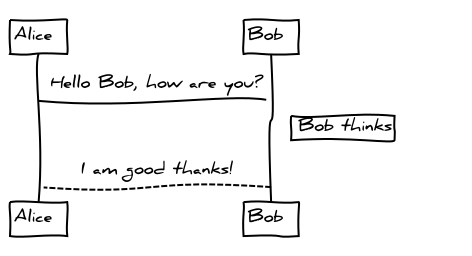 Alice
Bob
Hello Bob, how are you?
Bob thinks
I am good thanks!
Alice
Bob